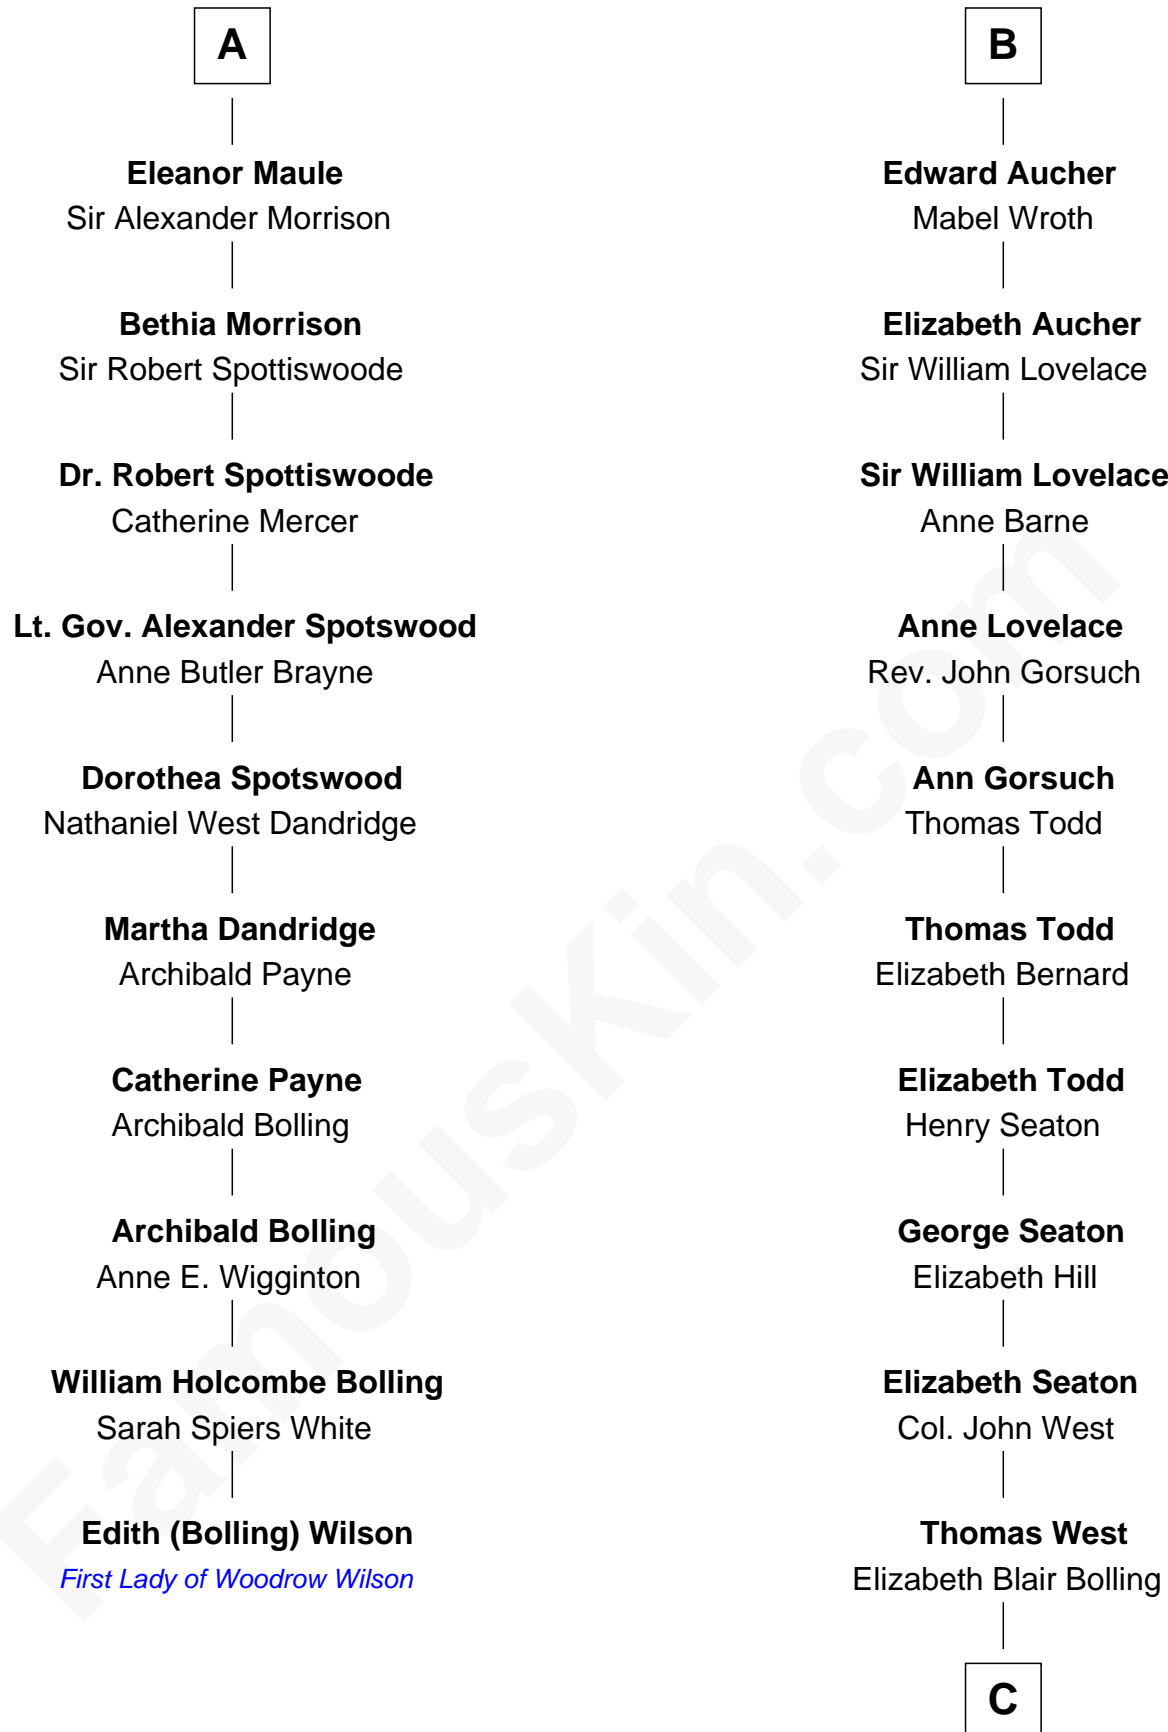 A
Eleanor Maule
Sir Alexander Morrison
Bethia Morrison
Sir Robert Spottiswoode
Dr. Robert Spottiswoode
Catherine Mercer
Lt. Gov. Alexander Spotswood
Anne Butler Brayne
Dorothea Spotswood
Nathaniel West Dandridge
Martha Dandridge
Archibald Payne
Catherine Payne
Archibald Bolling
Archibald Bolling
Anne E. Wigginton
William Holcombe Bolling
Sarah Spiers White
Edith (Bolling) Wilson
First Lady of Woodrow Wilson
B
Edward Aucher
Mabel Wroth
Elizabeth Aucher
Sir William Lovelace
Sir William Lovelace
Anne Barne
Anne Lovelace
Rev. John Gorsuch
Ann Gorsuch
Thomas Todd
Thomas Todd
Elizabeth Bernard
Elizabeth Todd
Henry Seaton
George Seaton
Elizabeth Hill
Elizabeth Seaton
Col. John West
Thomas West
Elizabeth Blair Bolling
C
FamousKin.com